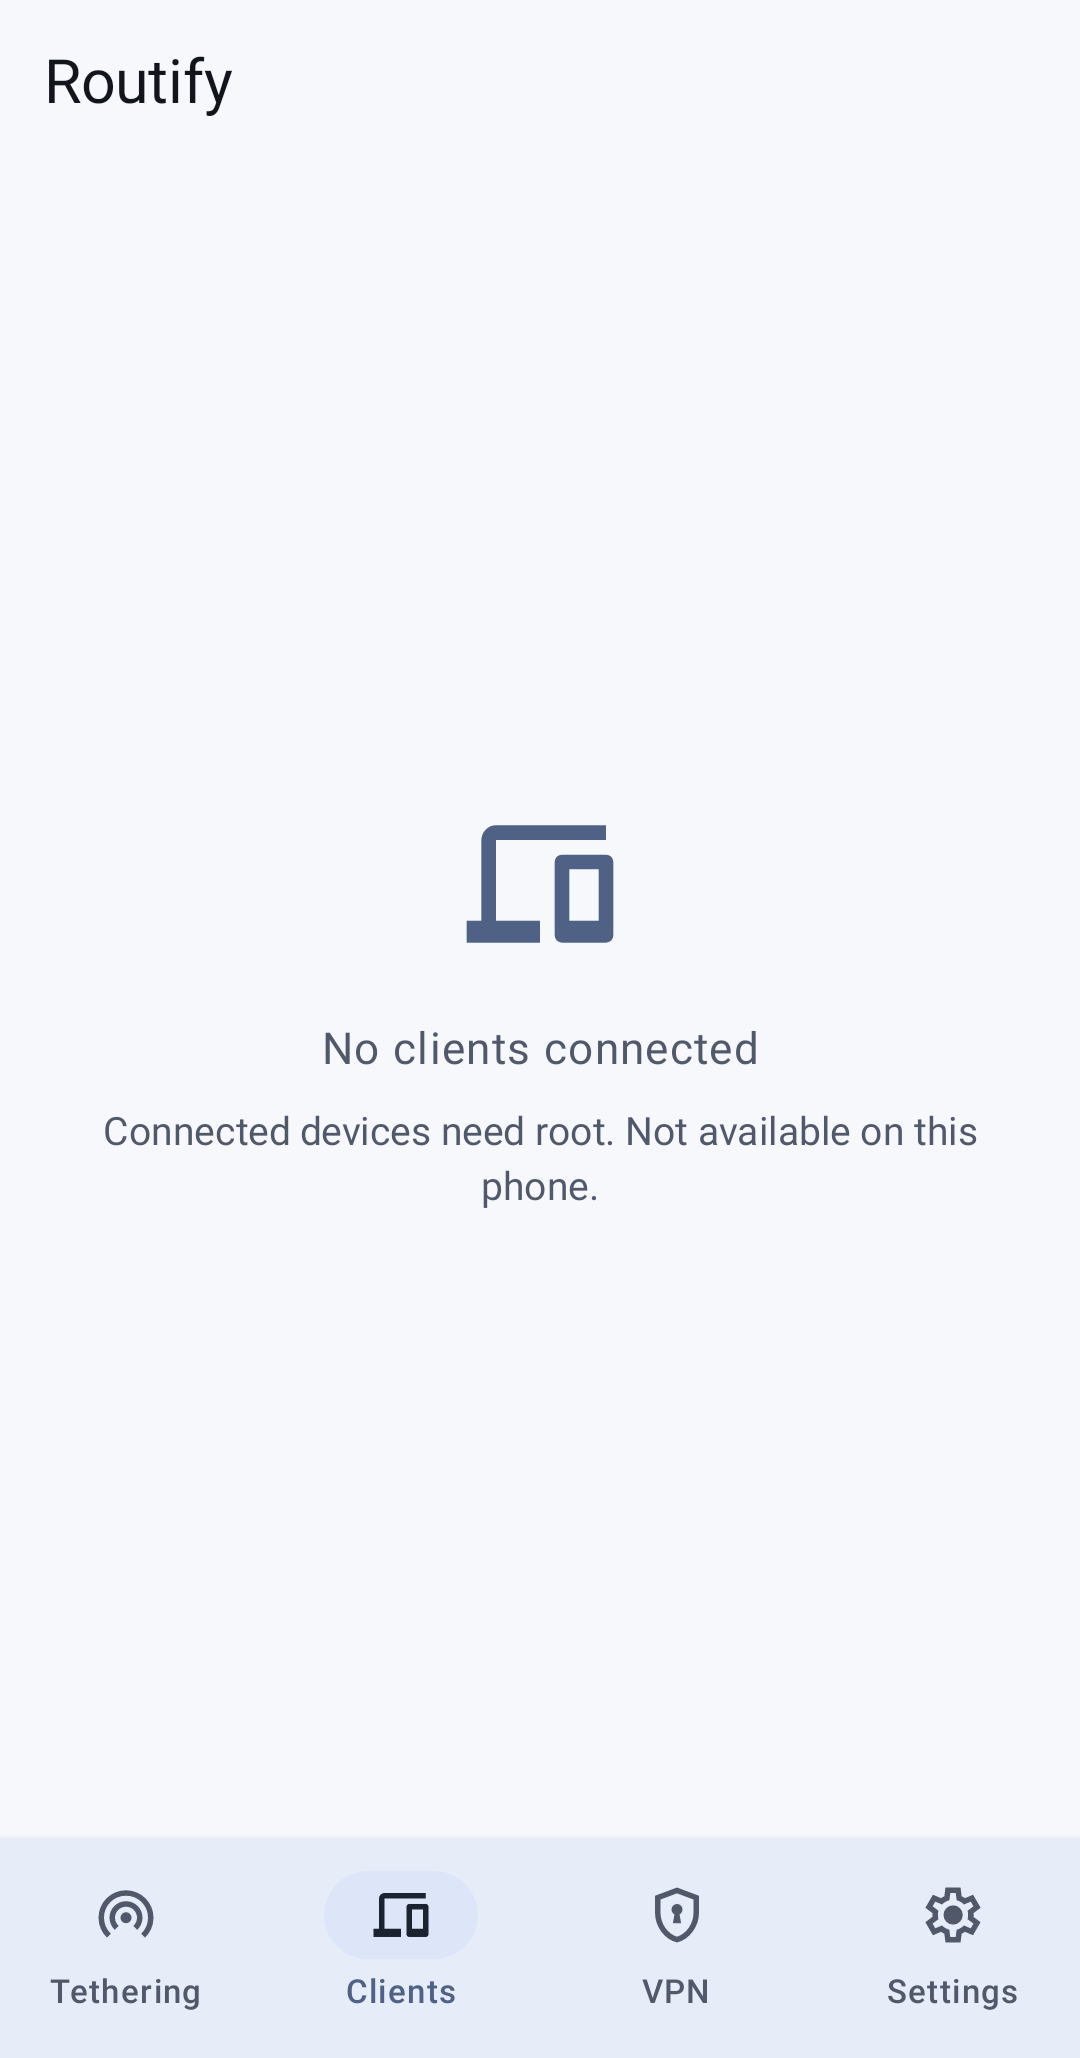 Routify
No clients connected
Connected devices need root. Not available on this
phone.
Tethering
Clients
VPN
Settings